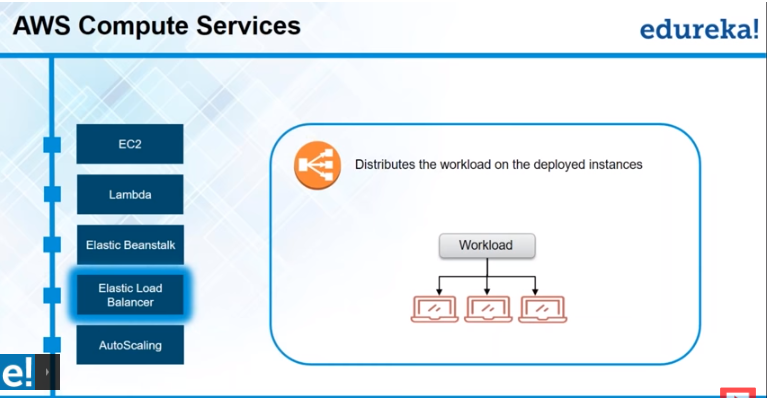 AWS Compute Services
edureka!
EC2
Lambda
Elastic Beanstalk
Elastic Load
Balancer
AutoScaling
Distributes the workload on the deployed instances
Workload
e!